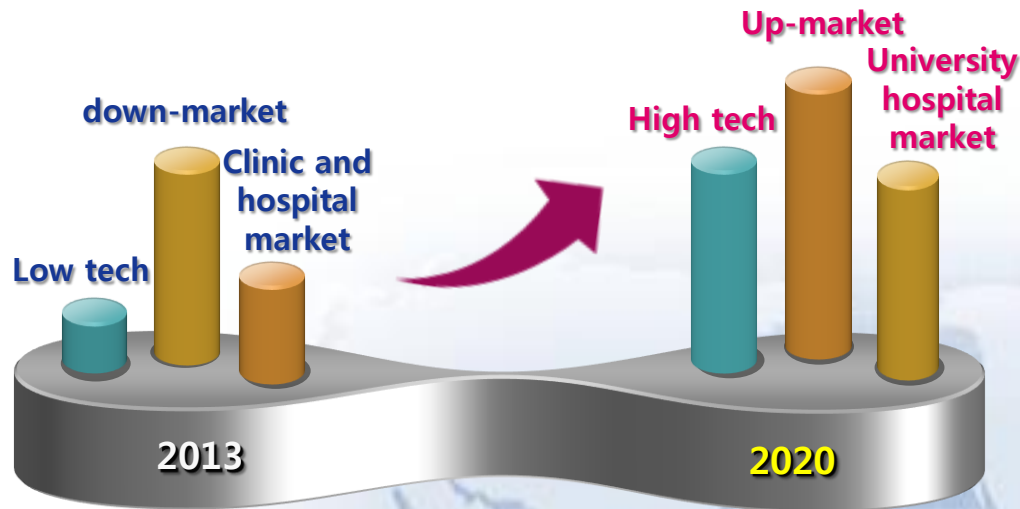 down-market
Clinic and
hospital
market
Low tech
2013
Up-market
High tech
University
hospital
market
2020